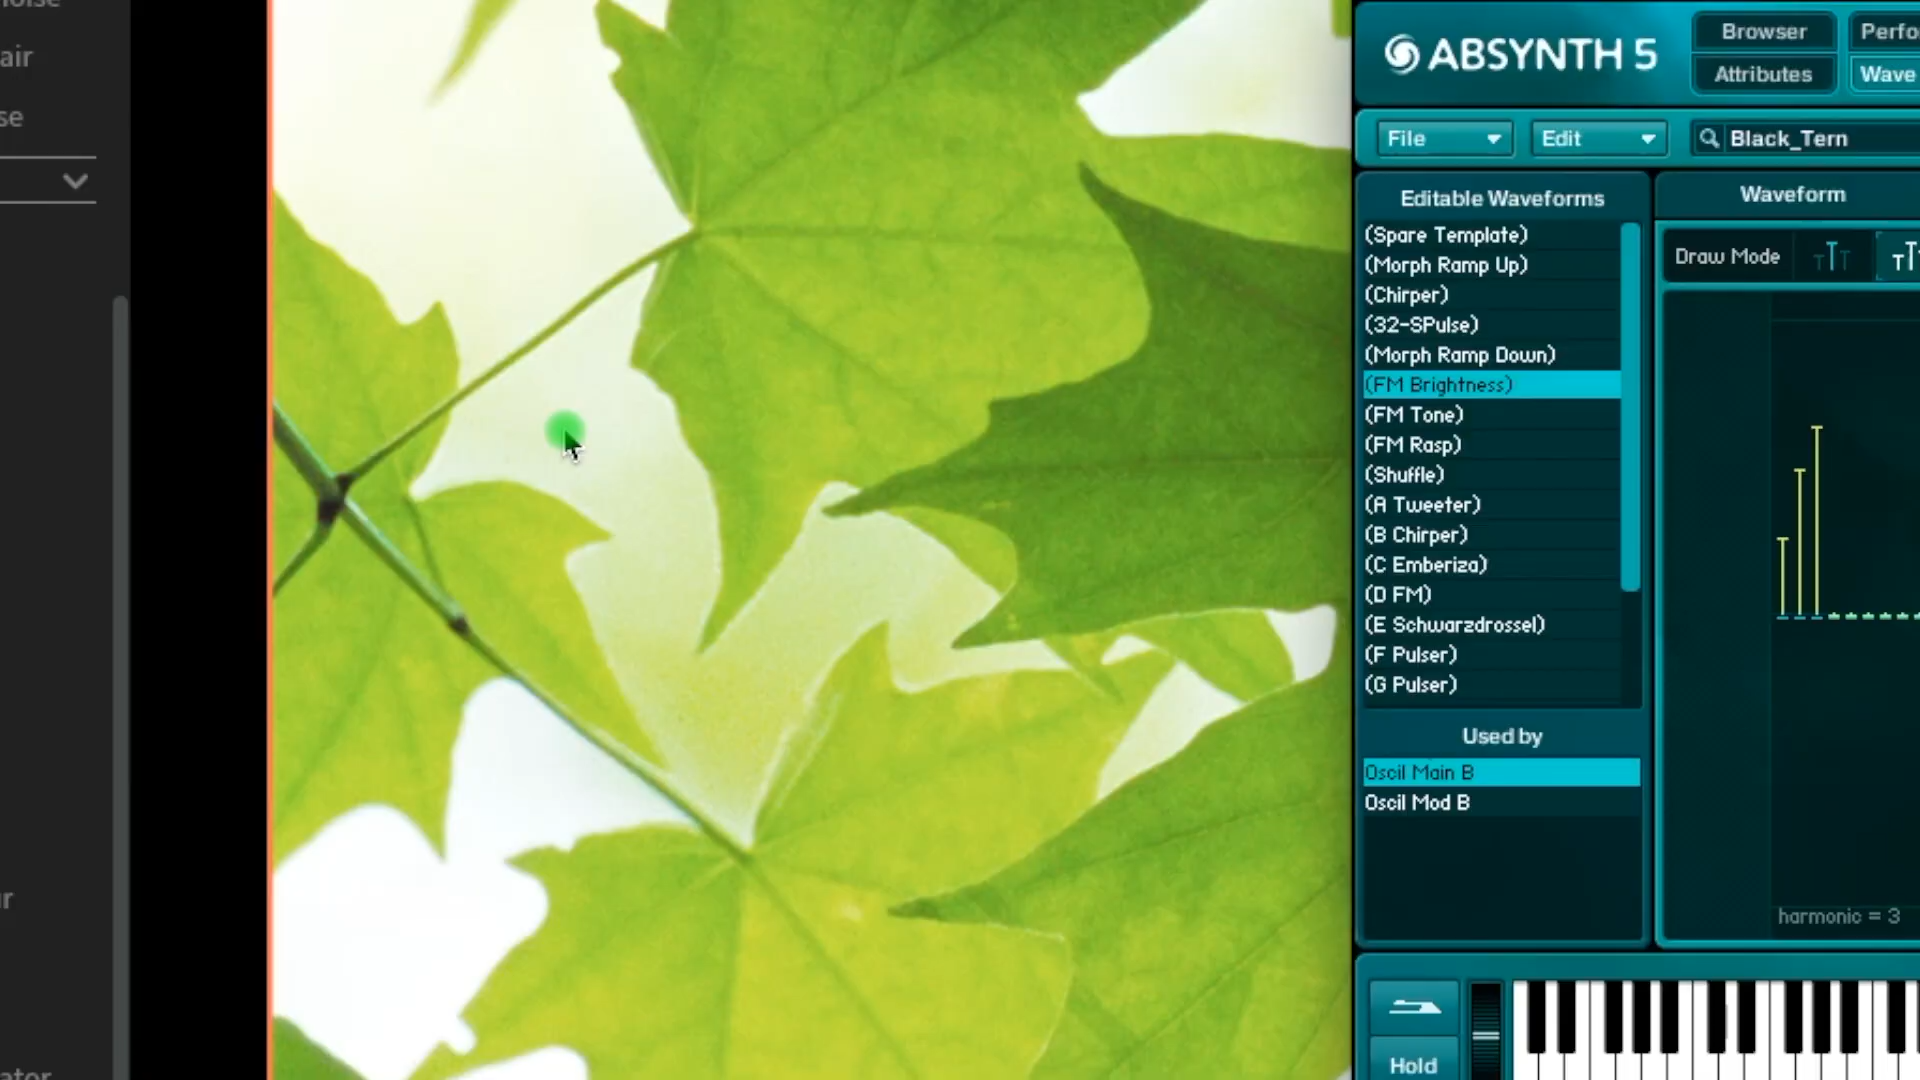 air
se
r
ABSYNTH 5
Browser
Perfo
Attributes
Wave
File
Edit
Black_Tern
Editable Waveforms
Waveform
(Spare Template)
(Morph Ramp Up)
(Chirper)
(32-SPulse)
(Morph Ramp Down)
(FM Brightness)
(FM Tone)
(FM Rasp)
(Shuffle)
(A Tweeter)
(B Chirper)
(C Emberiza)
(D FM)
(E Schwarzdrossel)
(F Pulser)
(G Pulser)
Draw Mode
Used by
Oscil Main B
Oscil Mod B
harmonic = 3
Hold